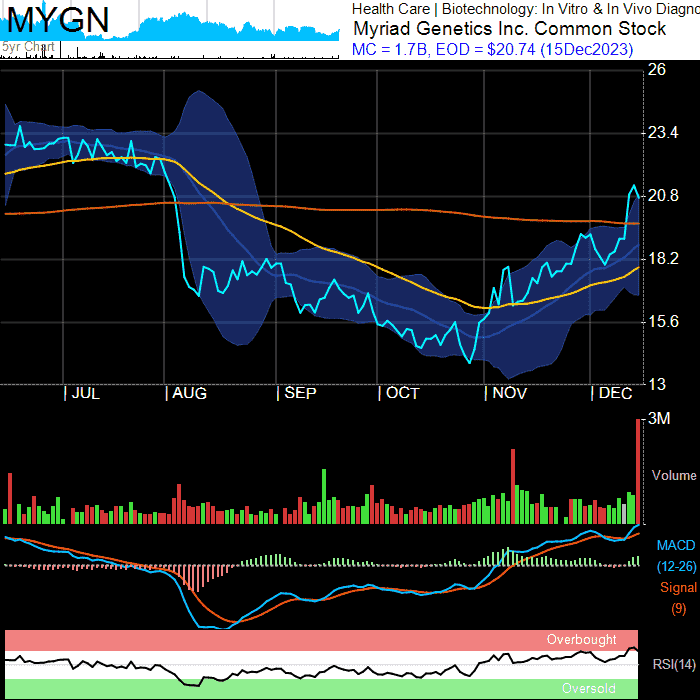 MYGN
5yr Chart
Health Care | Biotechnology: In Vitro & In Vivo Diagno
Myriad Genetics Inc. Common Stock
MC = 1.7B, EOD = $20.74 (15Dec2023)
26
23.4
20.8
18.2
15.6
13
| JUL | AUG | SEP | OCT | NOV | DEC
3M
Volume
MACD
(12-26)
Signal
(9)
Overbought
RSI(14)
Oversold